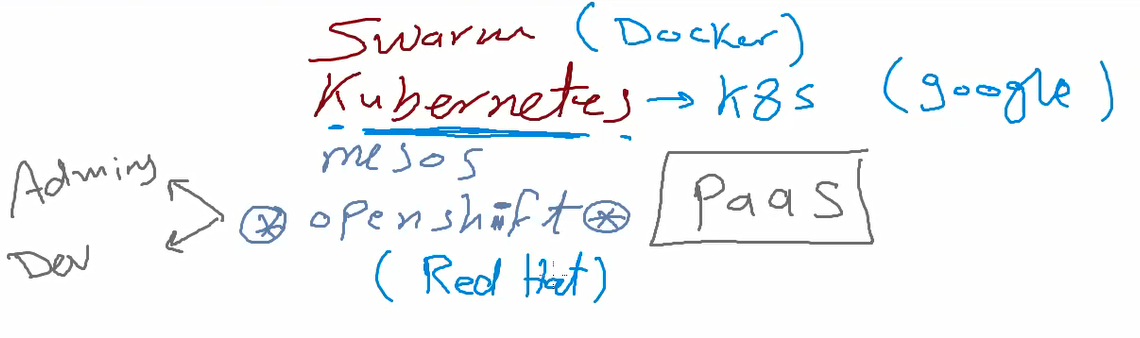 Swarm (Docker)
Kubernetes → K8s (google)
mesos
Admins
openshift
PaaS
Dev
(Red Hat)